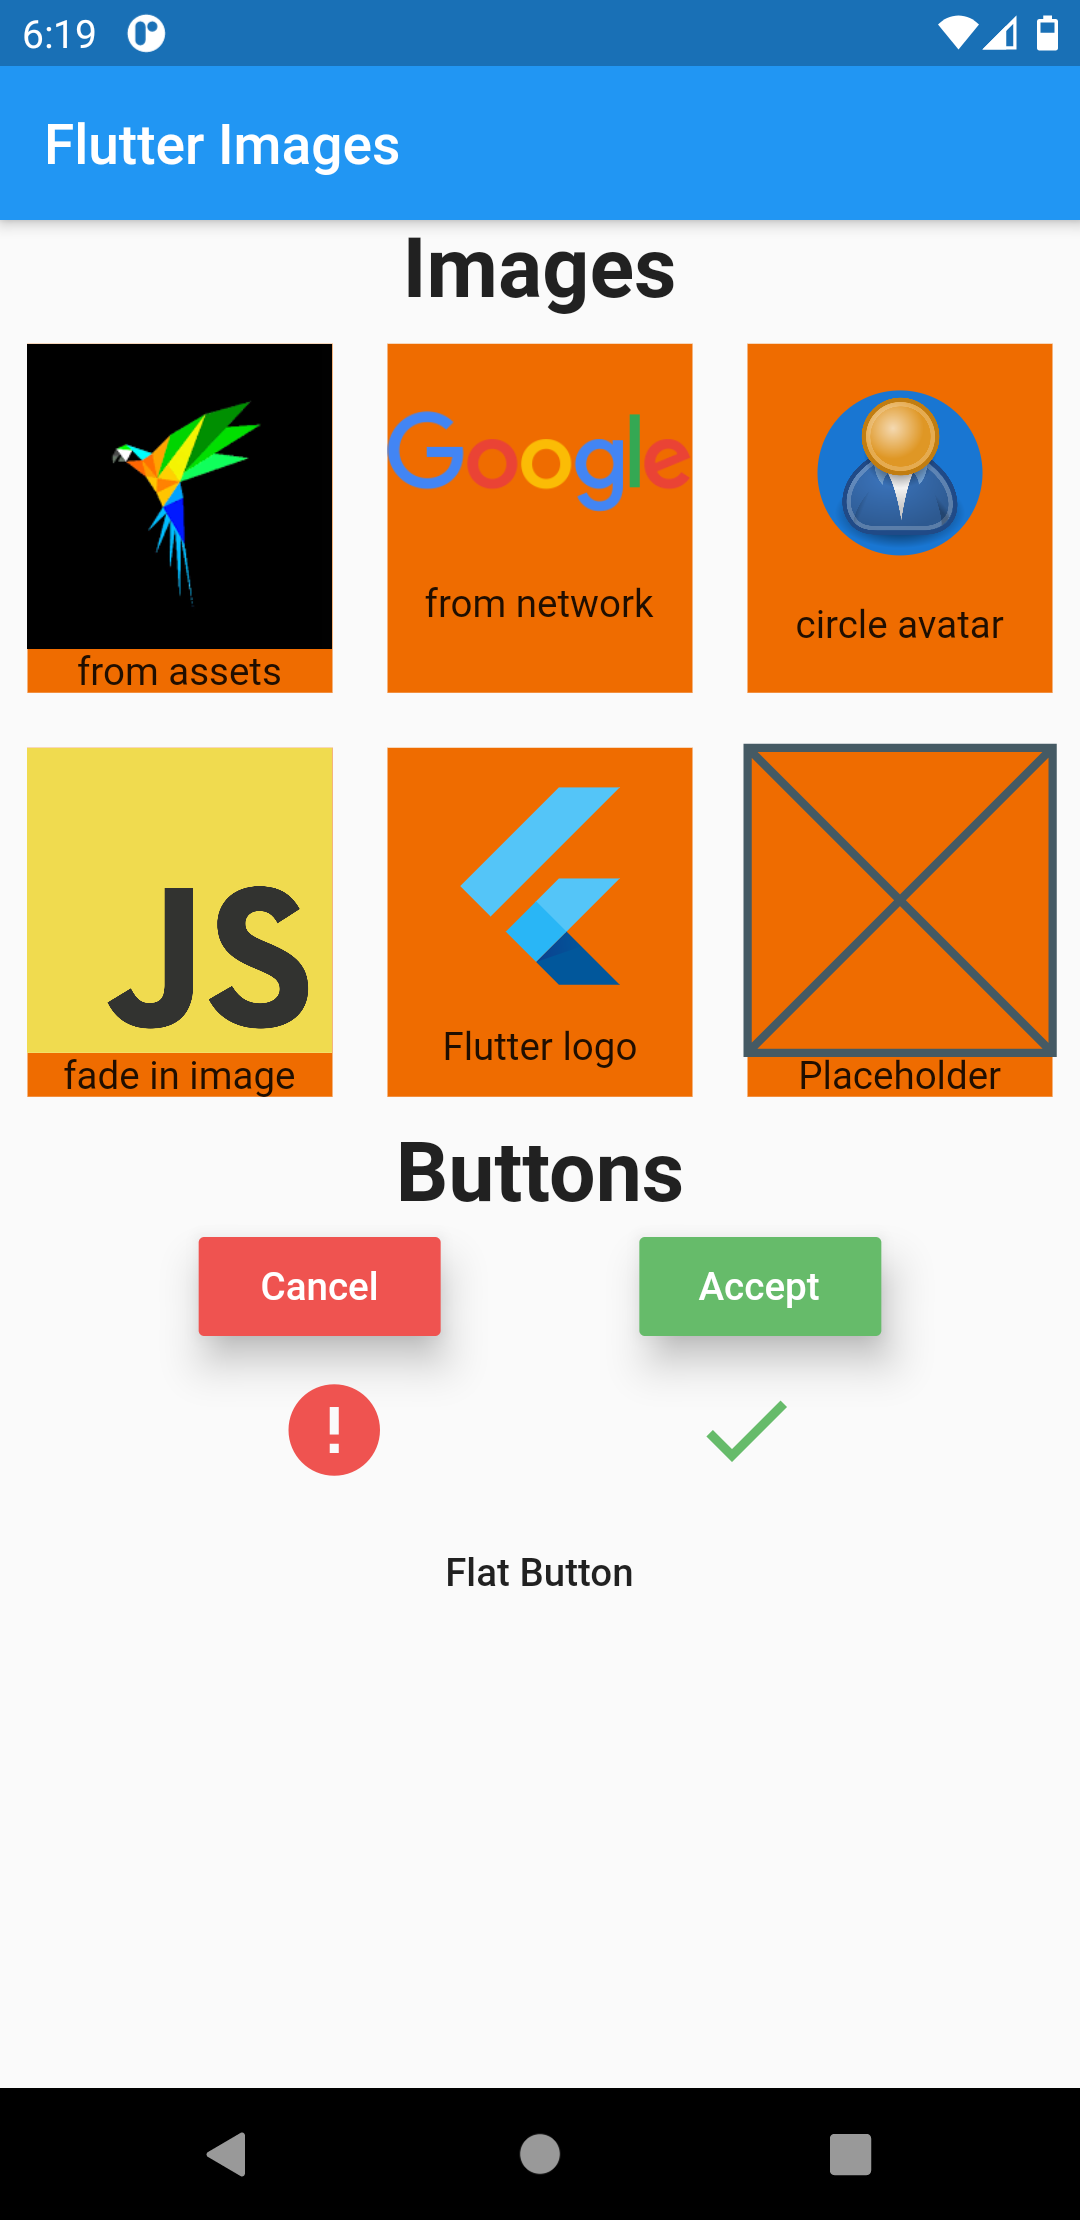 6:19
Flutter Images
Images
Google
from assets
from network
circle avatar
JS
fade in image
Flutter logo
Placeholder
Buttons
Cancel
Accept
!
Flat Button